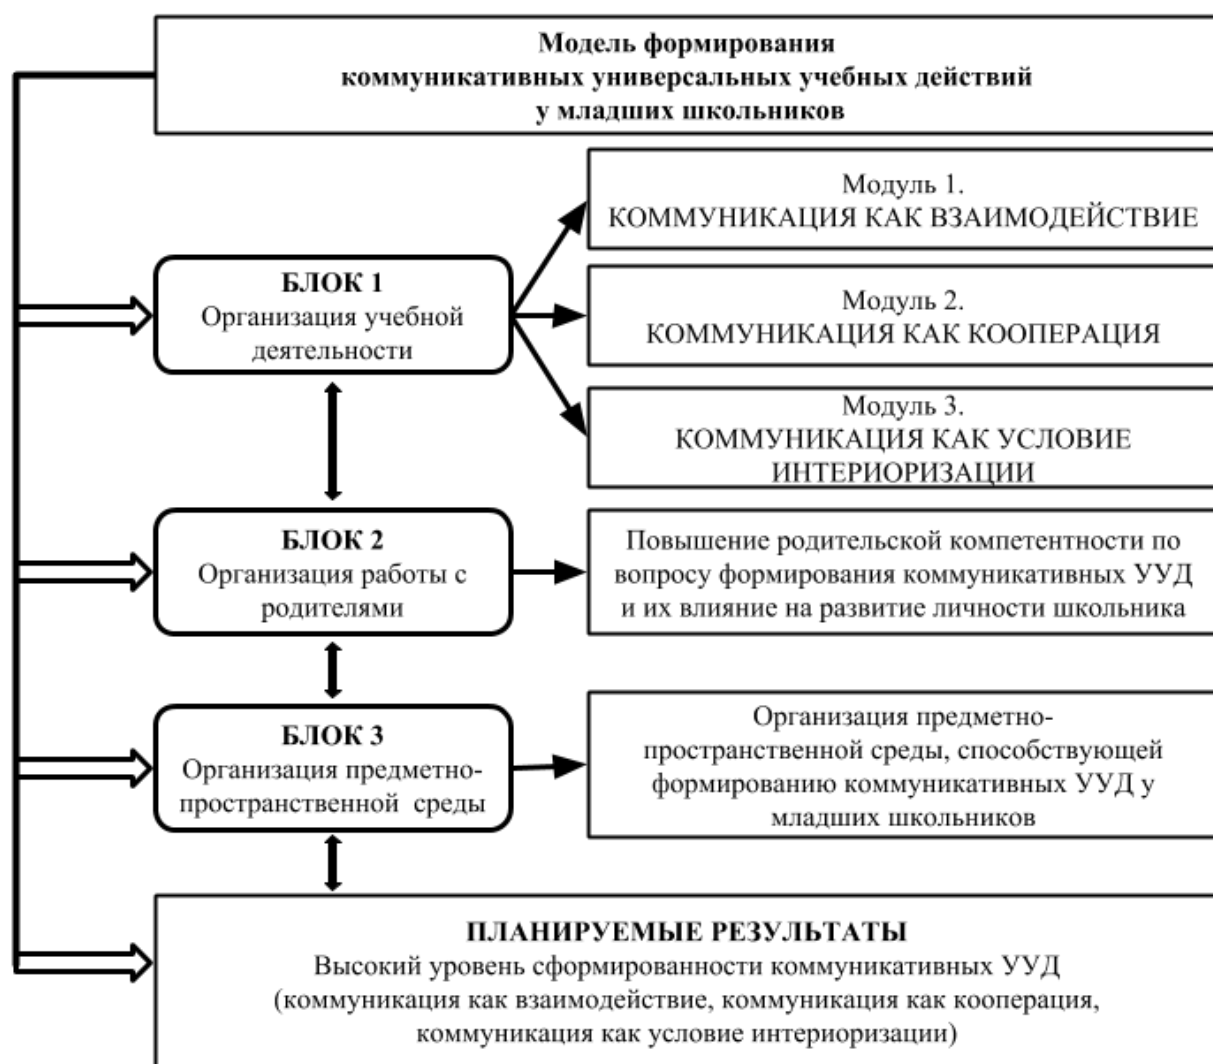 Модель формирования
коммуникативных универсальных учебных действий
у младших школьников
Модуль 1.
КОММУНИКАЦИЯ КАК ВЗАИМОДЕЙСТВИЕ
БЛОК 1
Организация учебной
деятельности
Модуль 2.
КОММУНИКАЦИЯ КАК КООПЕРАЦИЯ
Модуль 3.
КОММУНИКАЦИЯ КАК УСЛОВИЕ
ИНТЕРИОРИЗАЦИИ
БЛОК 2
Организация работы с
родителями
Повышение родительской компетентности по
вопросу формирования коммуникативных УУД
и их влияние на развитие личности школьника
БЛОК 3
Организация предметно-
пространственной среды
Организация предметно-
пространственной среды, способствующей
формированию коммуникативных УУД у
младших школьников
ПЛАНИРУЕМЫЕ РЕЗУЛЬТАТЫ
Высокий уровень сформированности коммуникативных УУД
(коммуникация как взаимодействие, коммуникация как кооперация,
коммуникация как условие интериоризации)